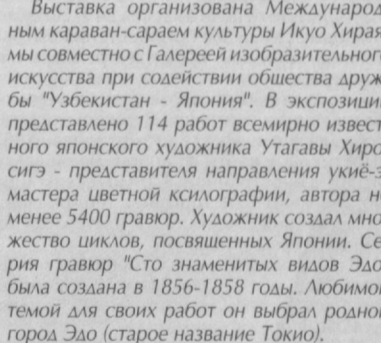 Выставка организована Международ
ным караван-сараем культуры Икуо Хирая
мы совместно с Галереей изобразительного
искусства при содействии общества друж
бы "Узбекистан - Япония". В экспозиции
представлено 114 работ всемирно извест
ного японского художника Утагавы Хиро
сигэ - представителя направления укиё-э
мастера цветной ксилографии, автора н
менее 5400 гравюр. Художник создал мно
жество циклов, посвященных Японии. Се
рия гравюр "Сто знаменитых видов Эдо
была создана в 1856-1858 годы. Любимо
темой для своих работ он выбрал родно
город Эдо (старое название Токио).